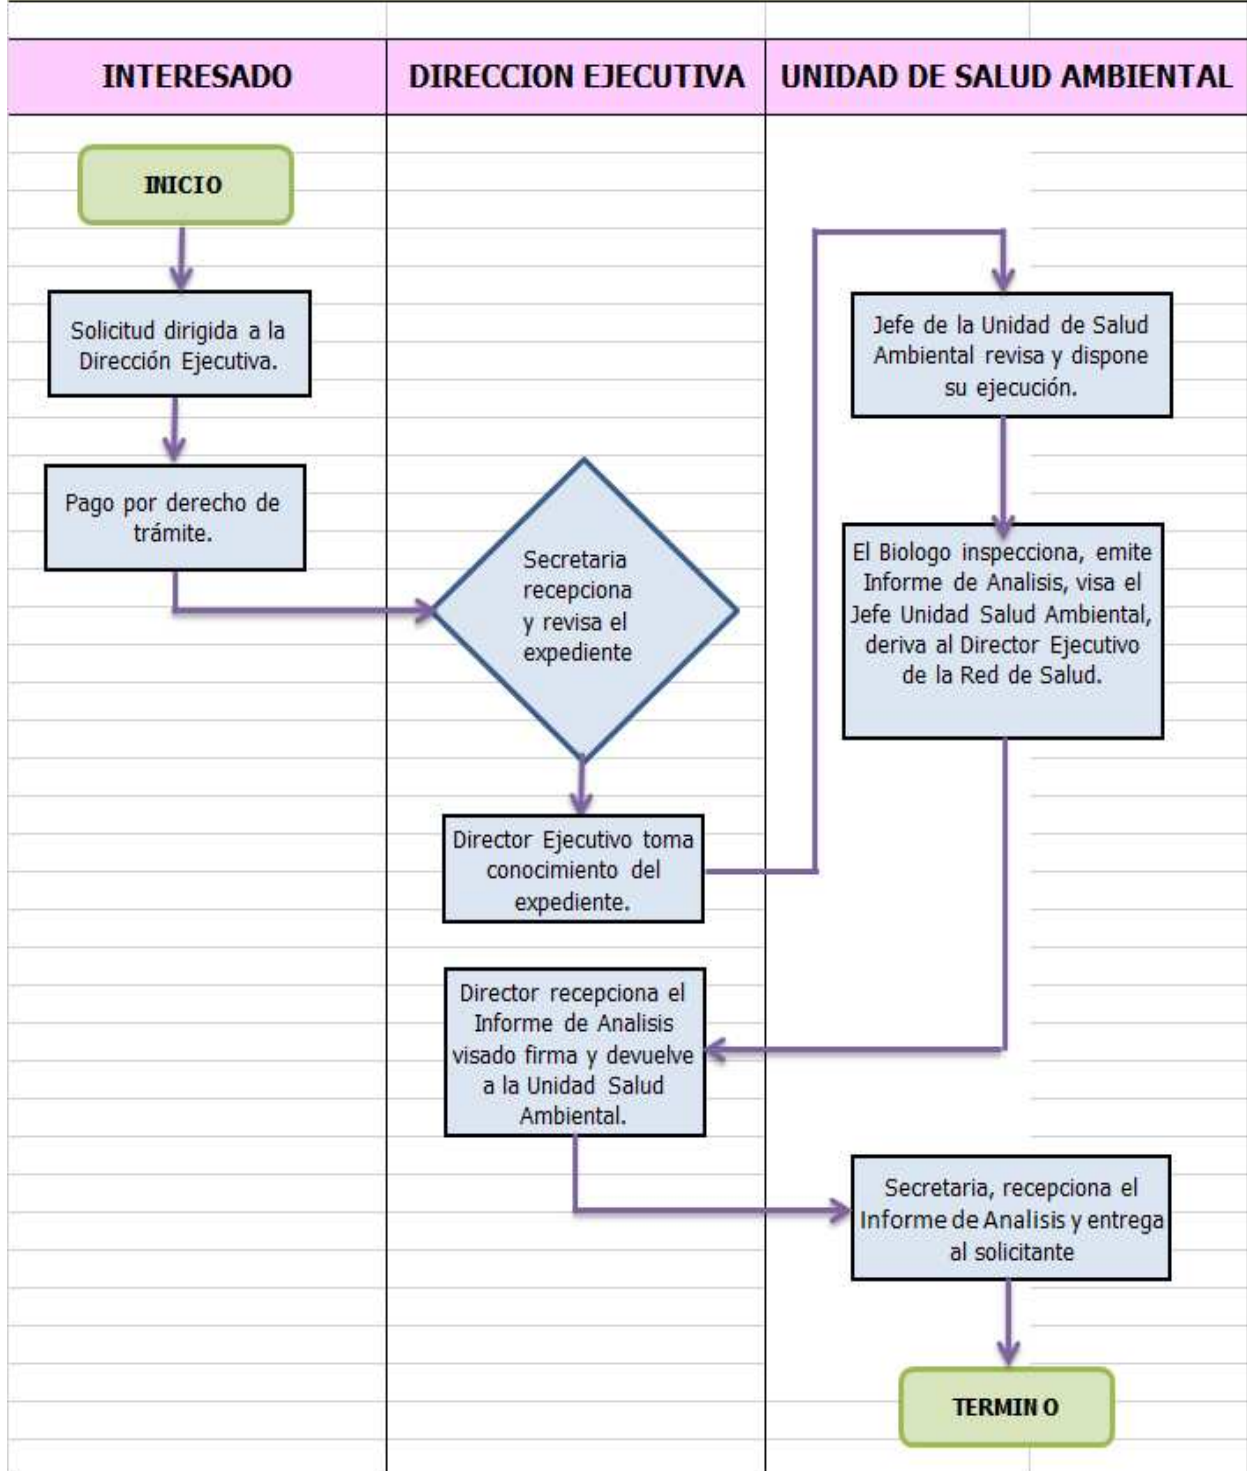 INTERESADO
DIRECCION EJECUTIVA
UNIDAD DE SALUD AMBIENTAL
INICIO
Solicitud dirigida a la
Dirección Ejecutiva.
Pago por derecho de
trámite.
Secretaria
recepciona
y revisa el
expediente
Director Ejecutivo toma
conocimiento del
expediente.
Jefe de la Unidad de Salud
Ambiental revisa y dispone
su ejecución.
El Biologo inspecciona, emite
Informe de Analisis, visa el
Jefe Unidad Salud Ambiental,
deriva al Director Ejecutivo
de la Red de Salud.
Director recepciona el
Informe de Analisis
visado firma y devuelve
a la Unidad Salud
Ambiental.
Secretaria, recepciona el
Informe de Analisis y entrega
al solicitante
TERMINO